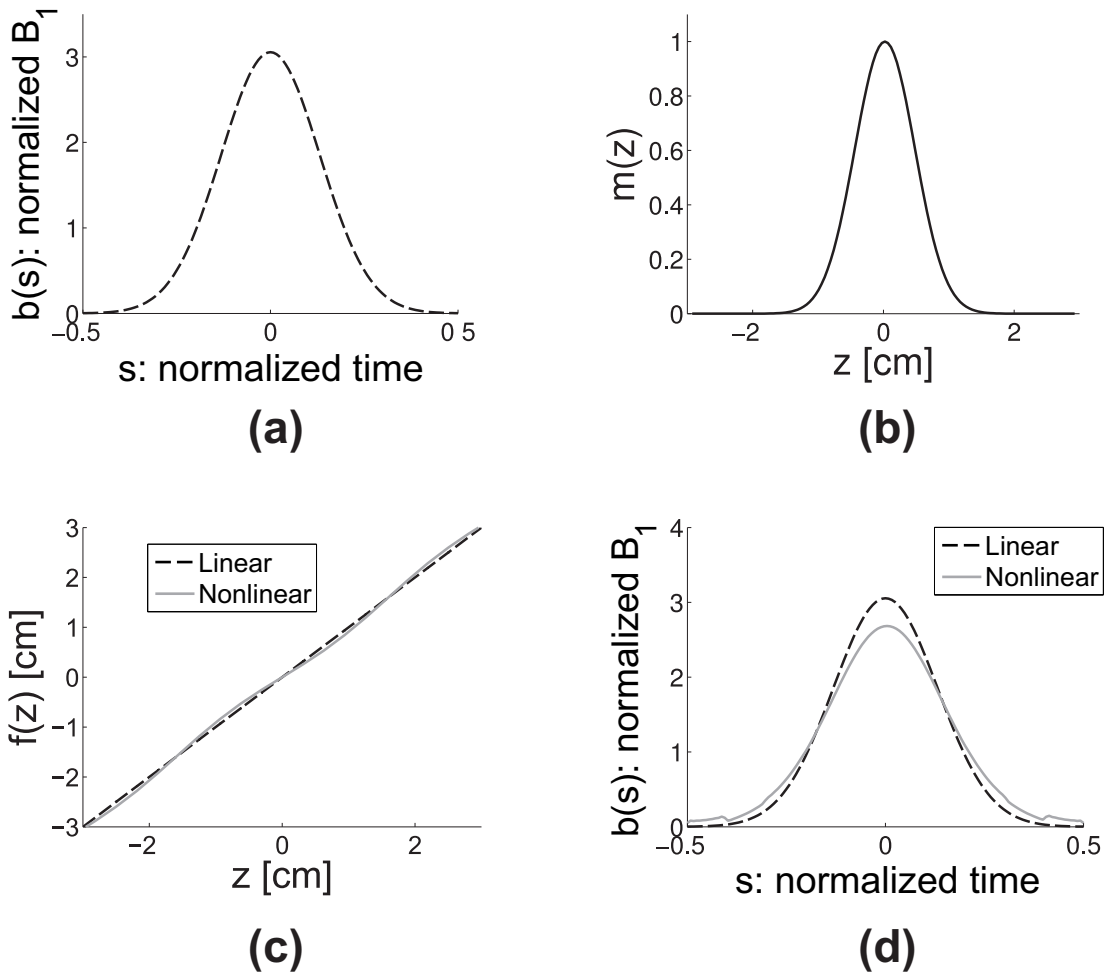 b(s): normalized B1
3
2
1
0
−0.5
0
0 5
s: normalized time
(a)
m(z)
1
0.8
0.6
0.4
0.2
0
−2
0
2
z [cm]
(b)
f(z) [cm]
3
2
1
0
−1
−2
−3
Linear
Nonlinear
−2
0
2
z [cm]
(c)
b(s): normalized B1
4
3
2
1
0
Linear
Nonlinear
−0.5
0
0.5
s: normalized time
(d)